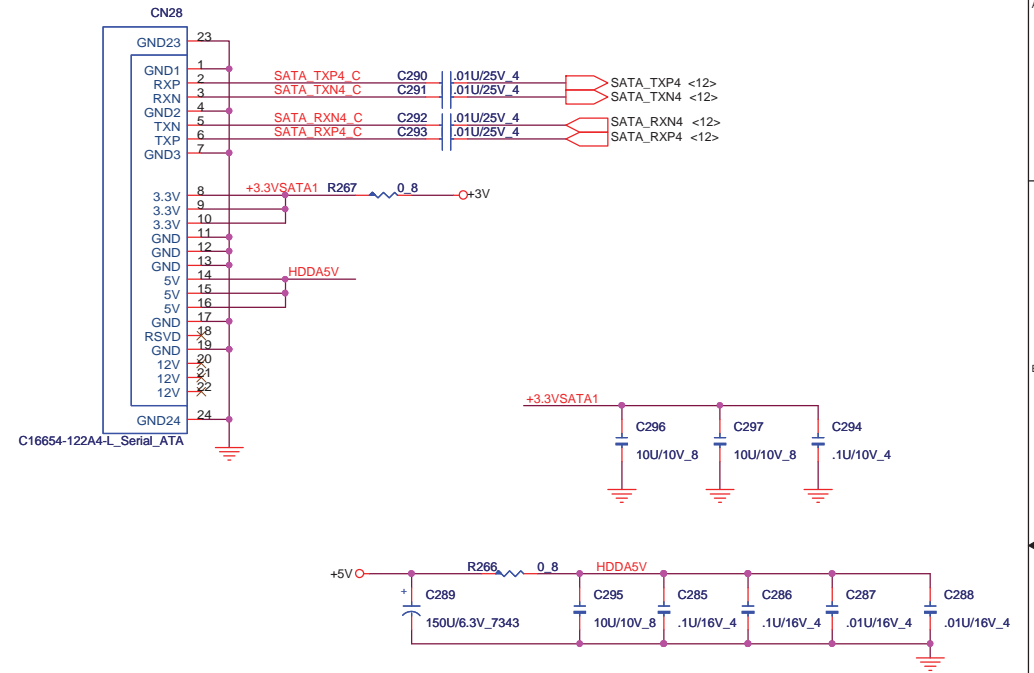 CN28
GND23 23
GND1 1
RXP 2 SATA_TXP4_C C290 .01U/25V_4 SATA_TXP4 <12>
RXN 3 SATA_TXN4_C C291 .01U/25V_4 SATA_TXN4 <12>
GND2 4
TXN 5 SATA_RXN4_C C292 .01U/25V_4 SATA_RXN4 <12>
TXP 6 SATA_RXP4_C C293 .01U/25V_4 SATA_RXP4 <12>
GND3 7
3.3V 8 +3.3VSATA1 R267 0_8 +3V
3.3V 9
3.3V 10
GND 11
GND 12
GND 13
5V 14 HDDA5V
5V 15
5V 16
GND 17
RSVD 18
GND 19
12V 20
12V 21
12V 22
GND24 24
C16654-122A4-L_Serial_ATA
+3.3VSATA1
C296 C297 C294
10U/10V_8 10U/10V_8 .1U/10V_4
+5V R266 0_8 HDDA5V
+ C289 C295 C285 C286 C287 C288
150U/6.3V_7343 10U/10V_8 .1U/16V_4 .1U/16V_4 .01U/16V_4 .01U/16V_4